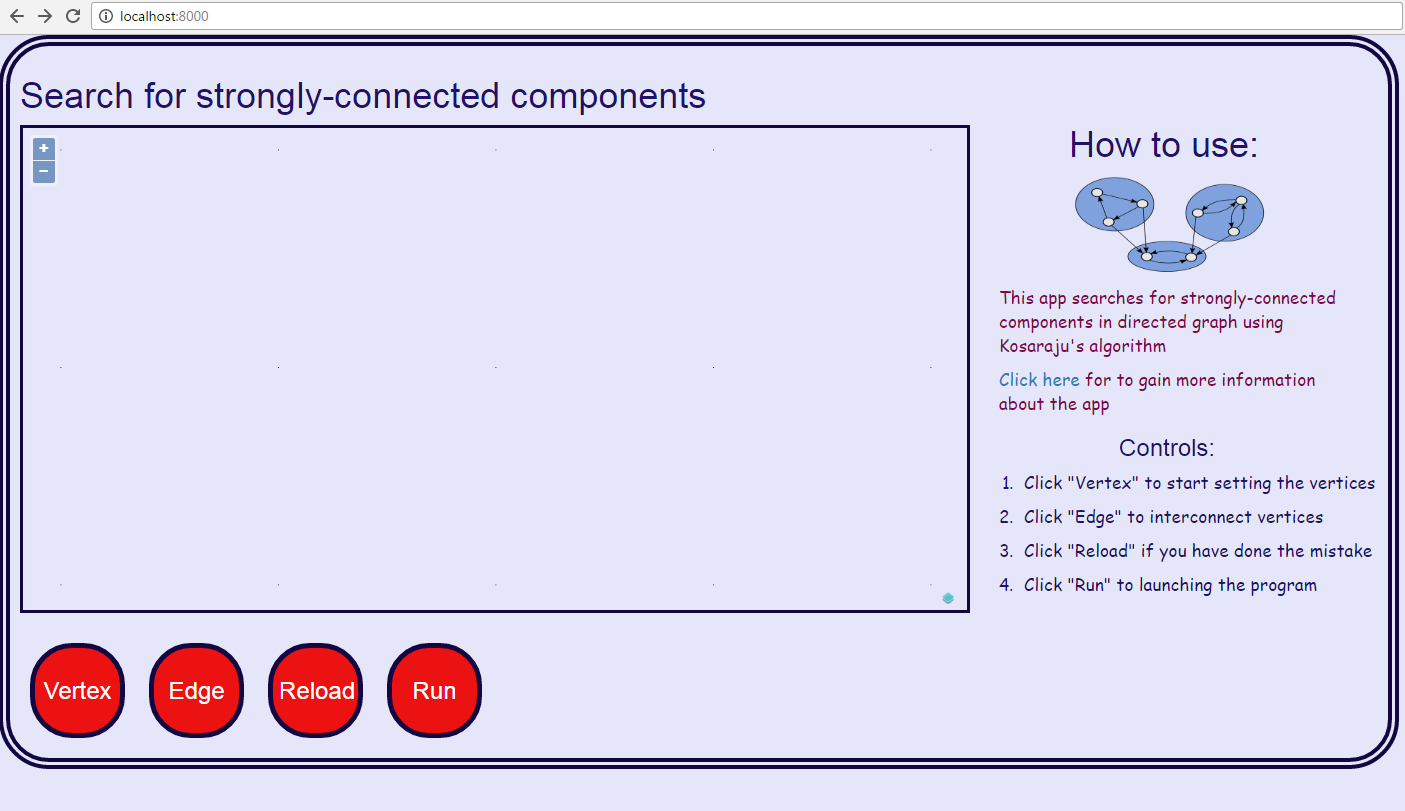 localhost:8000
Search for strongly-connected components
+
−
How to use:
This app searches for strongly-connected
components in directed graph using
Kosaraju's algorithm
Click here for to gain more information
about the app
Controls:
1. Click "Vertex" to start setting the vertices
2. Click "Edge" to interconnect vertices
3. Click "Reload" if you have done the mistake
4. Click "Run" to launching the program
Vertex Edge Reload Run